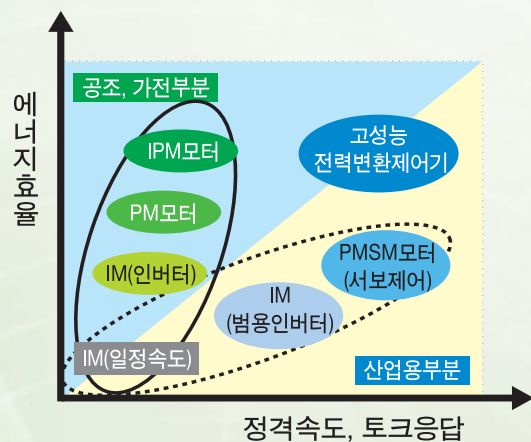 에너지효율
공조, 가전부분
IPM모터
고성능
전력변환제어기
PM모터
IM(인버터)
PMSM모터
(서보제어)
IM
(범용인버터)
IM(일정속도)
산업용부분
정격속도, 토크응답